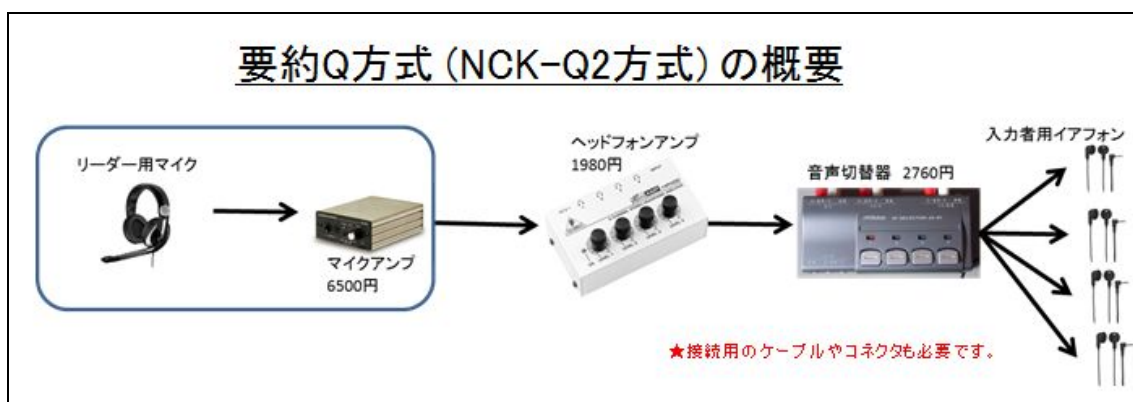 要約Q方式(NCK-Q2方式)の概要
リーダー用マイク
マイクアンプ
6500円
ヘッドフォンアンプ
1980円
音声切替器 2760円
入力者用イアフォン
★接続用のケーブルやコネクタも必要です。